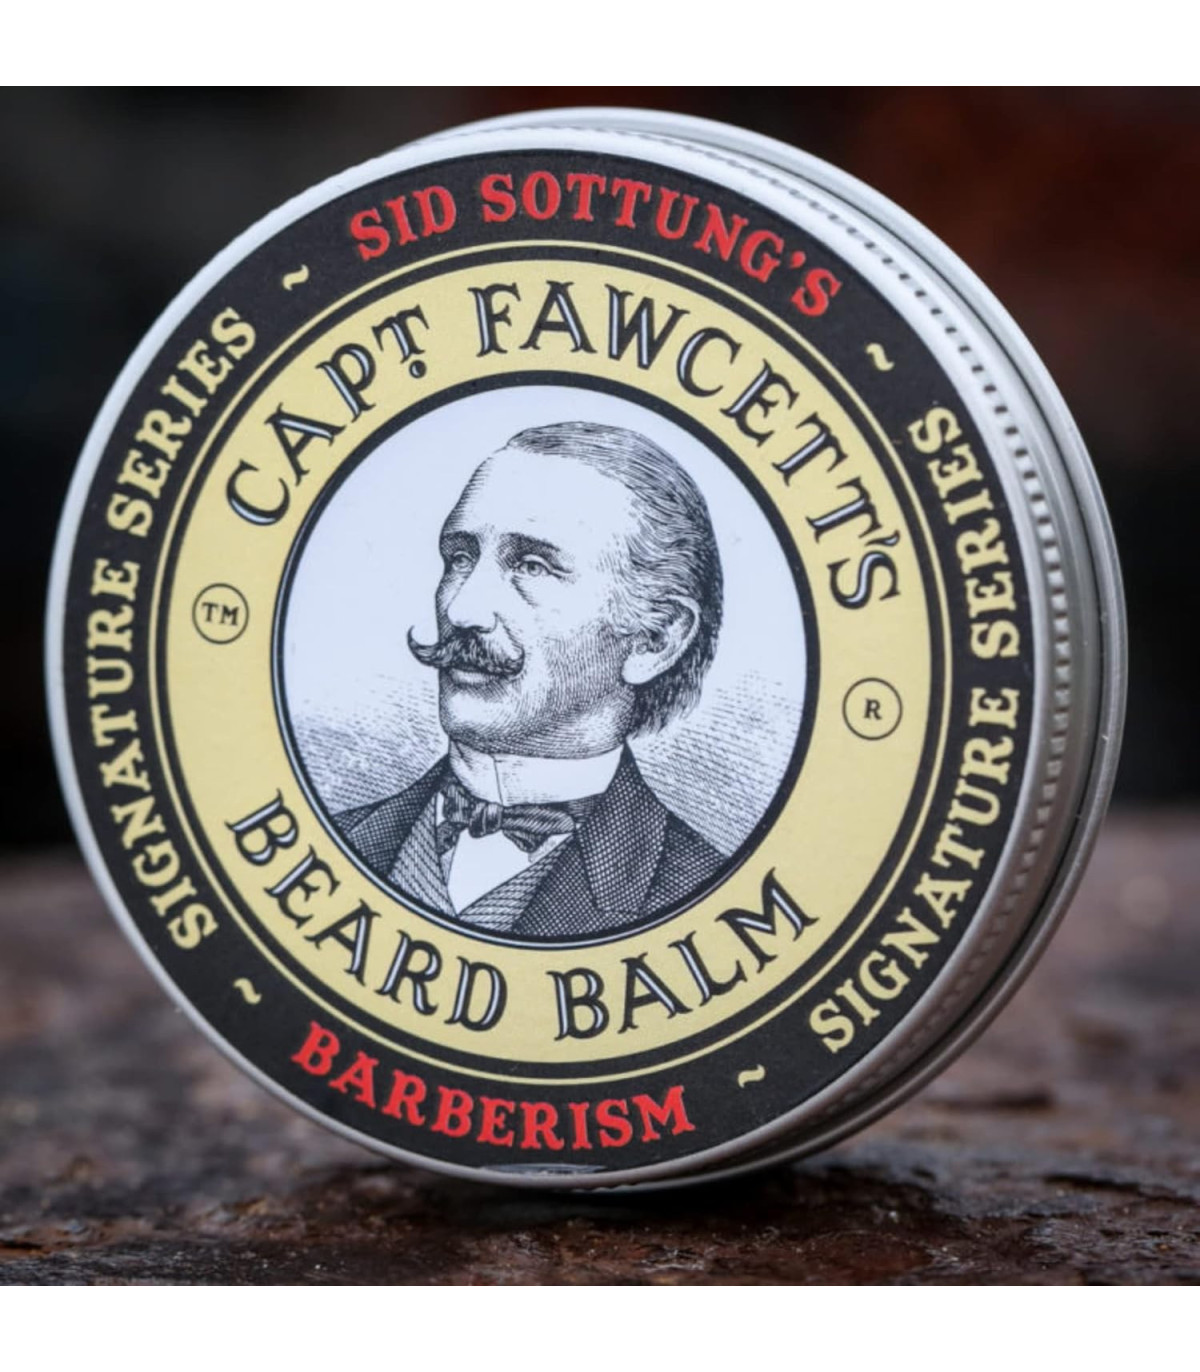 SID SOTTUNG'S
~ SIGNATURE SERIES ~
BARBERISM
~ SIGNATURE SERIES ~
CAPT. FAWCETT'S
BEARD BALM
TM
R